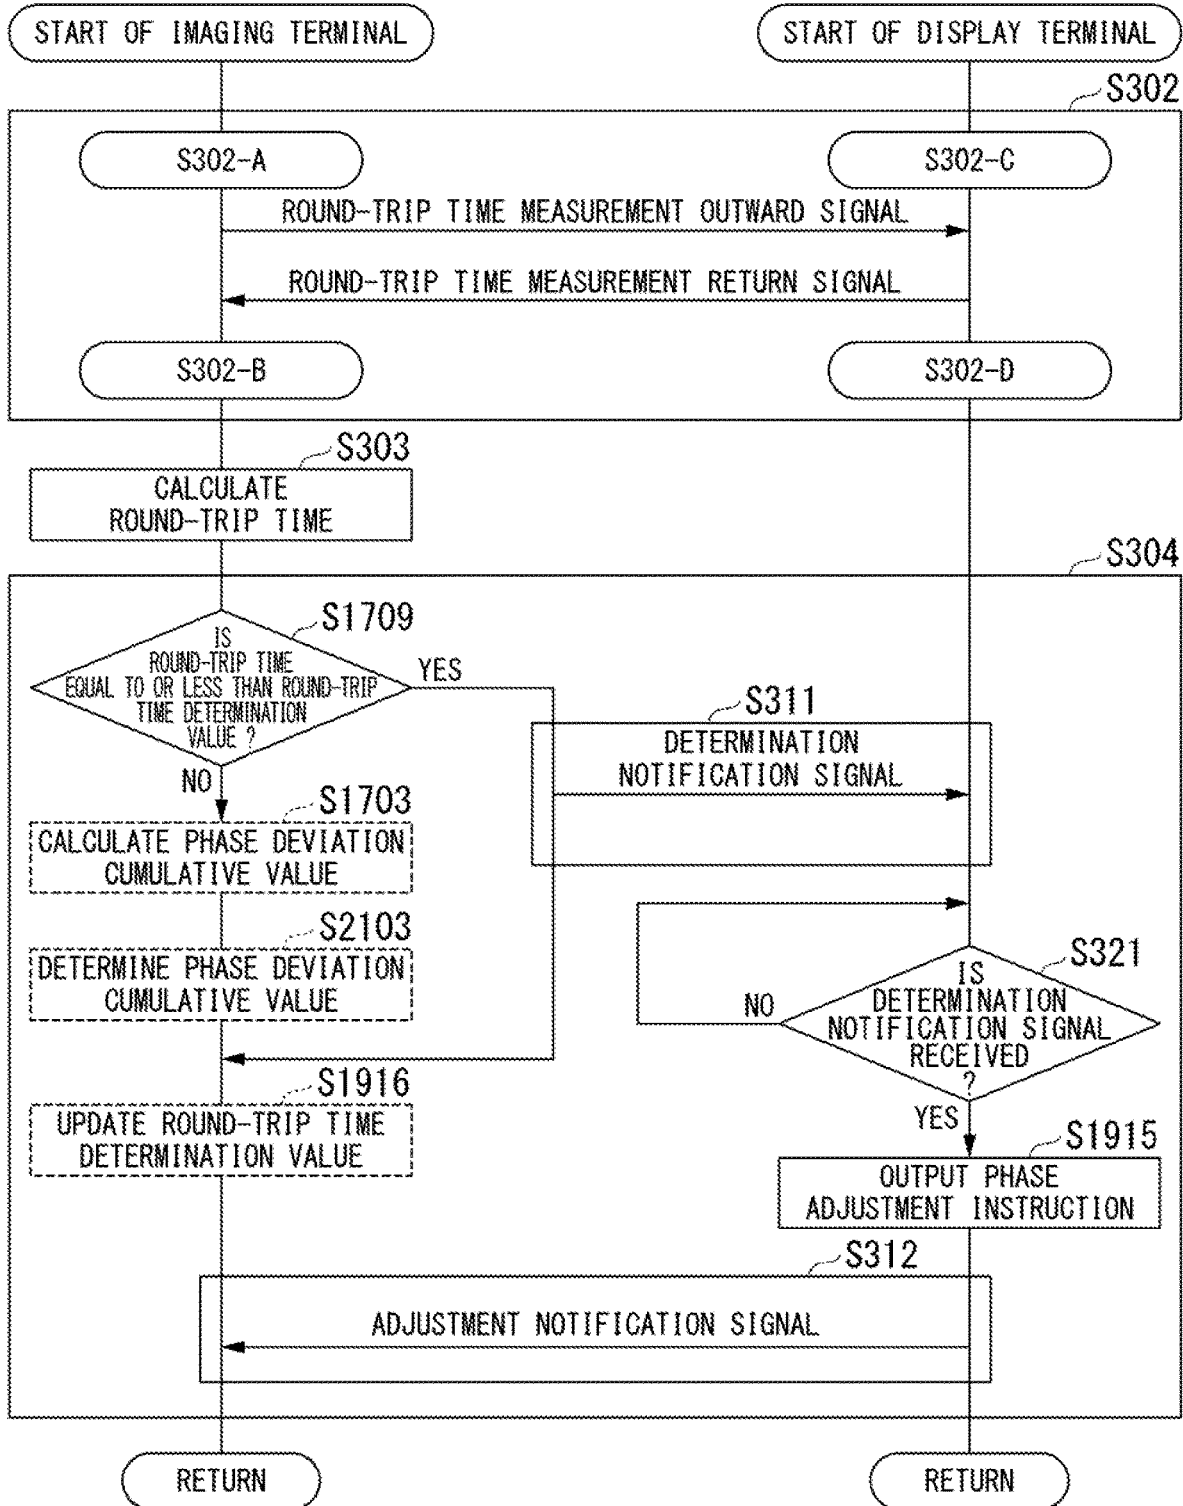 START OF IMAGING TERMINAL
START OF DISPLAY TERMINAL
S302
S302-A
S302-C
ROUND-TRIP TIME MEASUREMENT OUTWARD SIGNAL
ROUND-TRIP TIME MEASUREMENT RETURN SIGNAL
S302-B
S302-D
S303
CALCULATE
ROUND-TRIP TIME
S304
S1709
IS
ROUND-TRIP TIME
EQUAL TO OR LESS THAN ROUND-TRIP
TIME DETERMINATION
VALUE ?
YES
NO
S311
DETERMINATION
NOTIFICATION SIGNAL
S1703
CALCULATE PHASE DEVIATION
CUMULATIVE VALUE
S2103
DETERMINE PHASE DEVIATION
CUMULATIVE VALUE
S321
IS
DETERMINATION
NOTIFICATION SIGNAL
RECEIVED
?
NO
YES
S1916
UPDATE ROUND-TRIP TIME
DETERMINATION VALUE
S1915
OUTPUT PHASE
ADJUSTMENT INSTRUCTION
S312
ADJUSTMENT NOTIFICATION SIGNAL
RETURN
RETURN